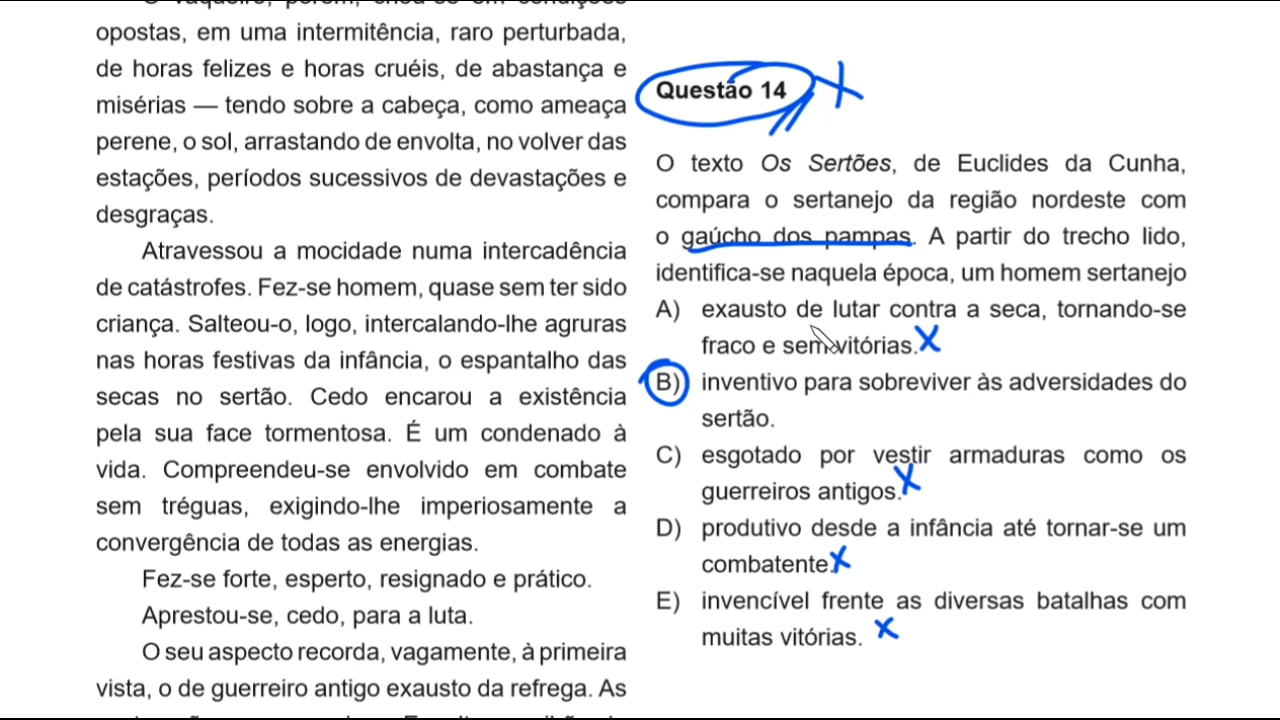 opostas, em uma intermitência, raro perturbada,
de horas felizes e horas cruéis, de abastança e
misérias — tendo sobre a cabeça, como ameaça
perene, o sol, arrastando de envolta, no volver das
estações, períodos sucessivos de devastações e
desgraças.
Atravessou a mocidade numa intercadência
de catástrofes. Fez-se homem, quase sem ter sido
criança. Salteou-o, logo, intercalando-lhe agruras
nas horas festivas da infância, o espantalho das
secas no sertão. Cedo encarou a existência
pela sua face tormentosa. É um condenado à
vida. Compreendeu-se envolvido em combate
sem tréguas, exigindo-lhe imperiosamente a
convergência de todas as energias.
Fez-se forte, esperto, resignado e prático.
Aprestou-se, cedo, para a luta.
O seu aspecto recorda, vagamente, à primeira
vista, o de guerreiro antigo exausto da refrega. As
Questão 14
O texto Os Sertões, de Euclides da Cunha,
compara o sertanejo da região nordeste com
o gaúcho dos pampas. A partir do trecho lido,
identifica-se naquela época, um homem sertanejo
A) exausto de lutar contra a seca, tornando-se
fraco e sem vitórias.
B) inventivo para sobreviver às adversidades do
sertão.
C) esgotado por vestir armaduras como os
guerreiros antigos.
D) produtivo desde a infância até tornar-se um
combatente.
E) invencível frente as diversas batalhas com
muitas vitórias.